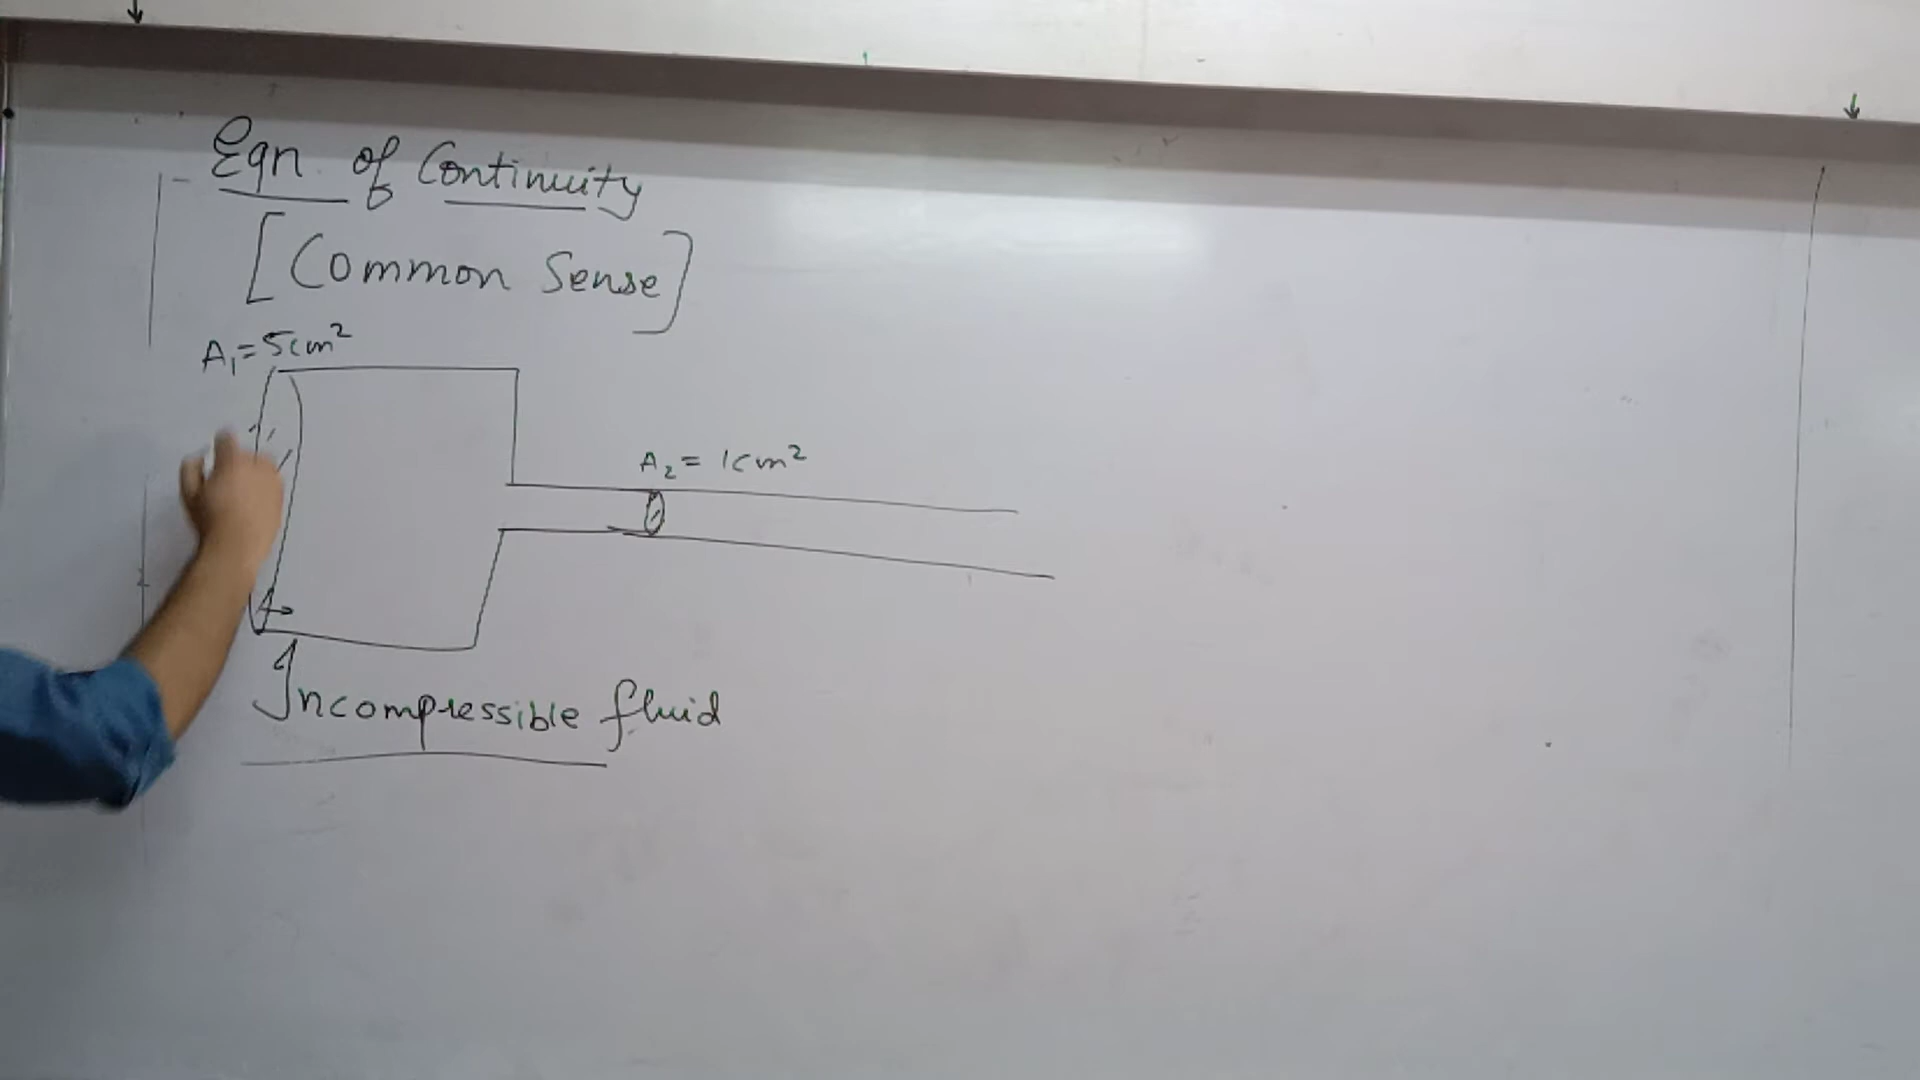 Eqn. of Continuity
[Common Sense]
A₁ = 5cm²
A₂ = 1cm²
Incompressible fluid